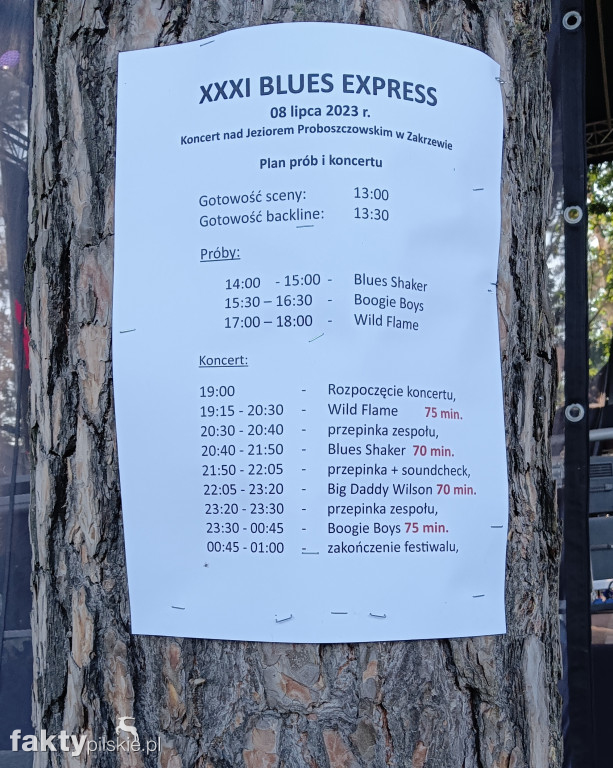 XXXI BLUES EXPRESS
08 lipca 2023 r.
Koncert nad Jeziorem Proboszczowskim w Zakrzewie
Plan prób i koncertu
Gotowość sceny: 13:00
Gotowość backline: 13:30
Próby:
14:00 - 15:00 - Blues Shaker
15:30 – 16:30 - Boogie Boys
17:00 – 18:00 - Wild Flame
Koncert:
19:00 - Rozpoczęcie koncertu,
19:15 - 20:30 - Wild Flame 75 min.
20:30 - 20:40 - przepinka zespołu,
20:40 - 21:50 - Blues Shaker 70 min.
21:50 - 22:05 - przepinka + soundcheck,
22:05 - 23:20 - Big Daddy Wilson 70 min.
23:20 - 23:30 - przepinka zespołu,
23:30 - 00:45 - Boogie Boys 75 min.
00:45 - 01:00 - zakończenie festiwalu,
faktypilskie.pl